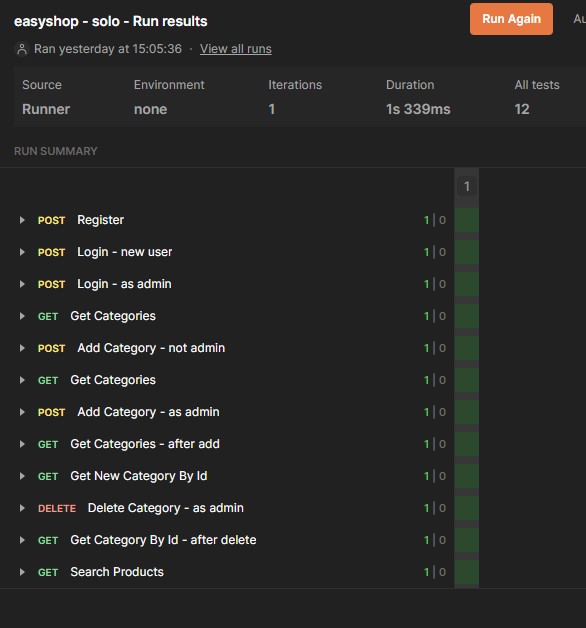 easyshop - solo - Run results
Run Again
Au
Ran yesterday at 15:05:36 · View all runs
Source Environment Iterations Duration All tests
Runner none 1 1s 339ms 12
RUN SUMMARY
1
POST Register 1 | 0
POST Login - new user 1 | 0
POST Login - as admin 1 | 0
GET Get Categories 1 | 0
POST Add Category - not admin 1 | 0
GET Get Categories 1 | 0
POST Add Category - as admin 1 | 0
GET Get Categories - after add 1 | 0
GET Get New Category By Id 1 | 0
DELETE Delete Category - as admin 1 | 0
GET Get Category By Id - after delete 1 | 0
GET Search Products 1 | 0